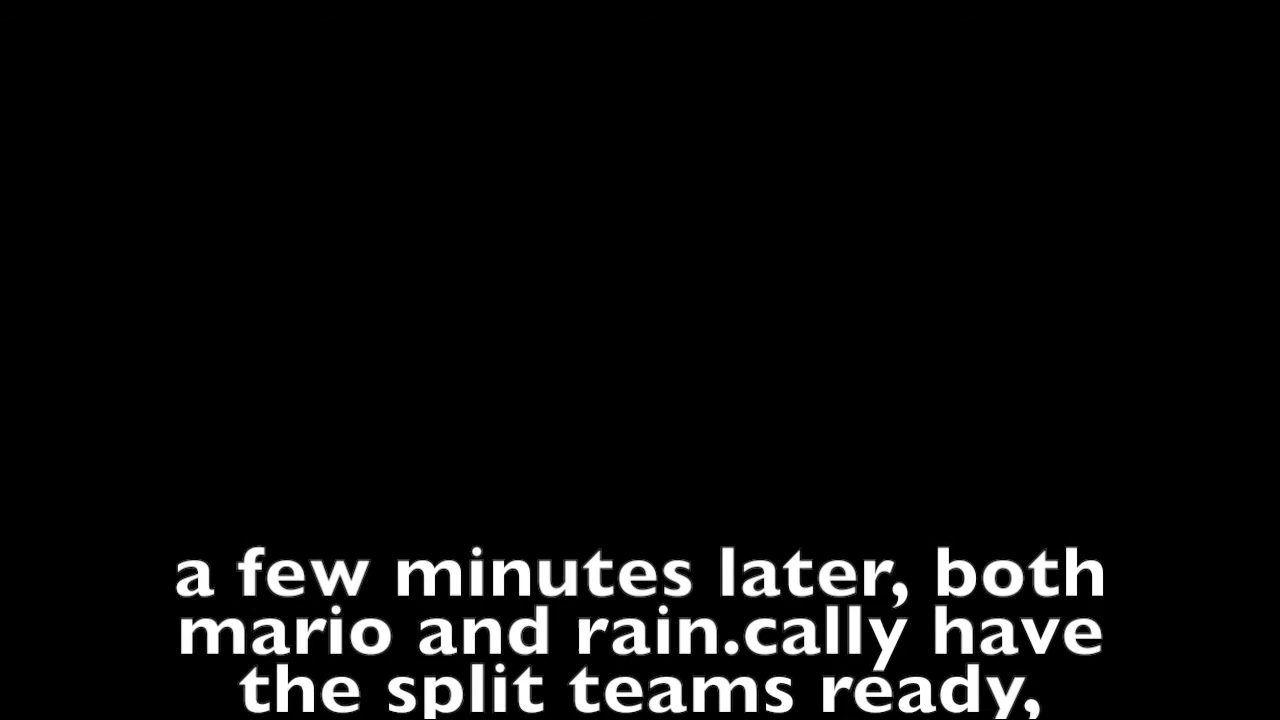 a few minutes later, both
mario and rain.cally have
the split teams ready,